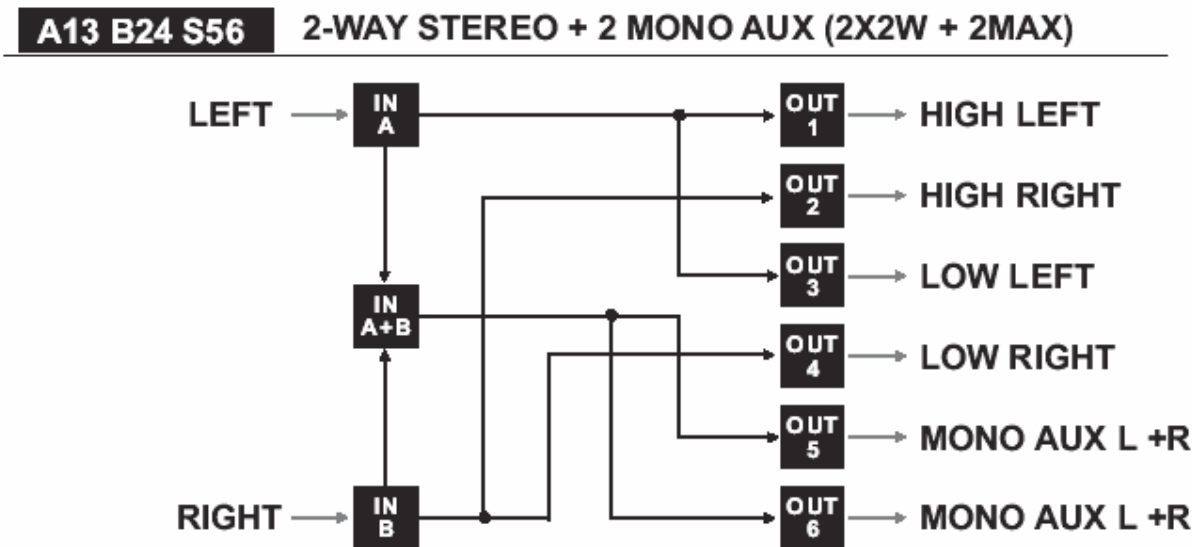 A13 B24 S56 2-WAY STEREO + 2 MONO AUX (2X2W + 2MAX)
LEFT
IN
A
OUT
1
HIGH LEFT
OUT
2
HIGH RIGHT
OUT
3
LOW LEFT
IN
A+B
OUT
4
LOW RIGHT
OUT
5
MONO AUX L +R
RIGHT
IN
B
OUT
6
MONO AUX L +R